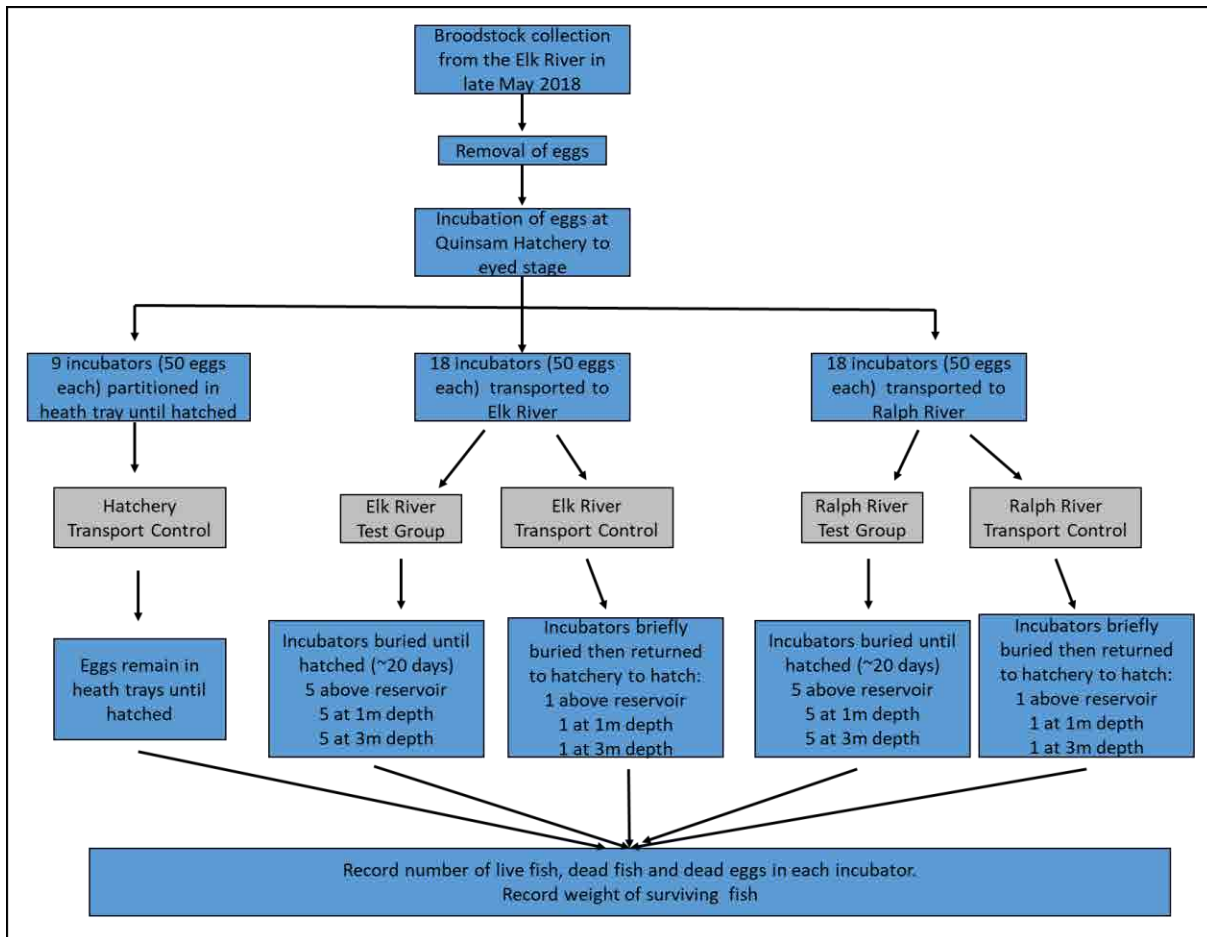 Broodstock collection
from the Elk River in
late May 2018
Removal of eggs
Incubation of eggs at
Quinsam Hatchery to
eyed stage
9 incubators (50 eggs
each) partitioned in
heath tray until hatched
18 incubators (50 eggs
each) transported to
Elk River
18 incubators (50 eggs
each) transported to
Ralph River
Hatchery
Transport Control
Elk River
Test Group
Elk River
Transport Control
Ralph River
Test Group
Ralph River
Transport Control
Eggs remain in
heath trays until
hatched
Incubators buried until
hatched (~20 days)
5 above reservoir
5 at 1m depth
5 at 3m depth
Incubators briefly
buried then returned
to hatchery to hatch:
1 above reservoir
1 at 1m depth
1 at 3m depth
Incubators buried until
hatched (~20 days)
5 above reservoir
5 at 1m depth
5 at 3m depth
Incubators briefly
buried then returned
to hatchery to hatch:
1 above reservoir
1 at 1m depth
1 at 3m depth
Record number of live fish, dead fish and dead eggs in each incubator.
Record weight of surviving fish